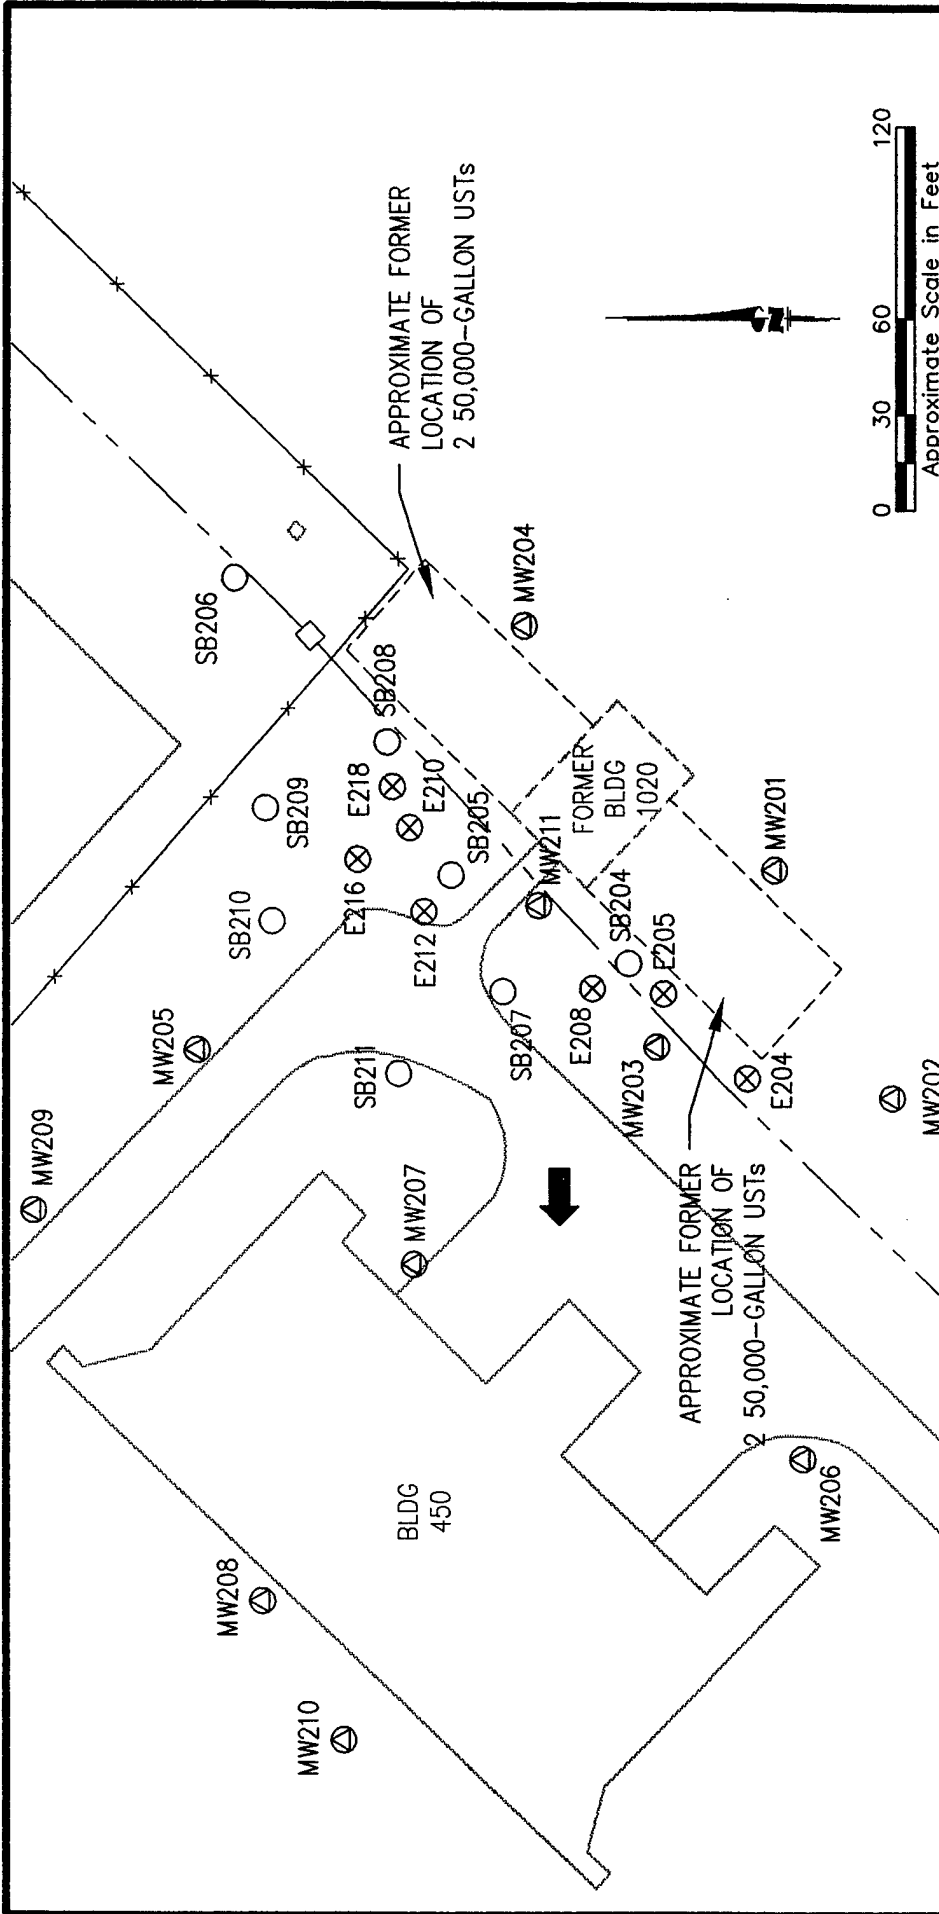 MW209
MW205
MW208
MW210
SB210
SB209
SB206
APPROXIMATE FORMER
LOCATION OF
2 50,000-GALLON USTs
SB211
E216
E218
SB208
E210
E212
SB205
MW207
BLDG
450
SB207
MW211
FORMER
BLDG
1020
MW204
E208
SB204
E205
MW203
E204
MW201
MW202
APPROXIMATE FORMER
LOCATION OF
2 50,000-GALLON USTs
MW206
N
0 30 60 120
Approximate Scale in Feet